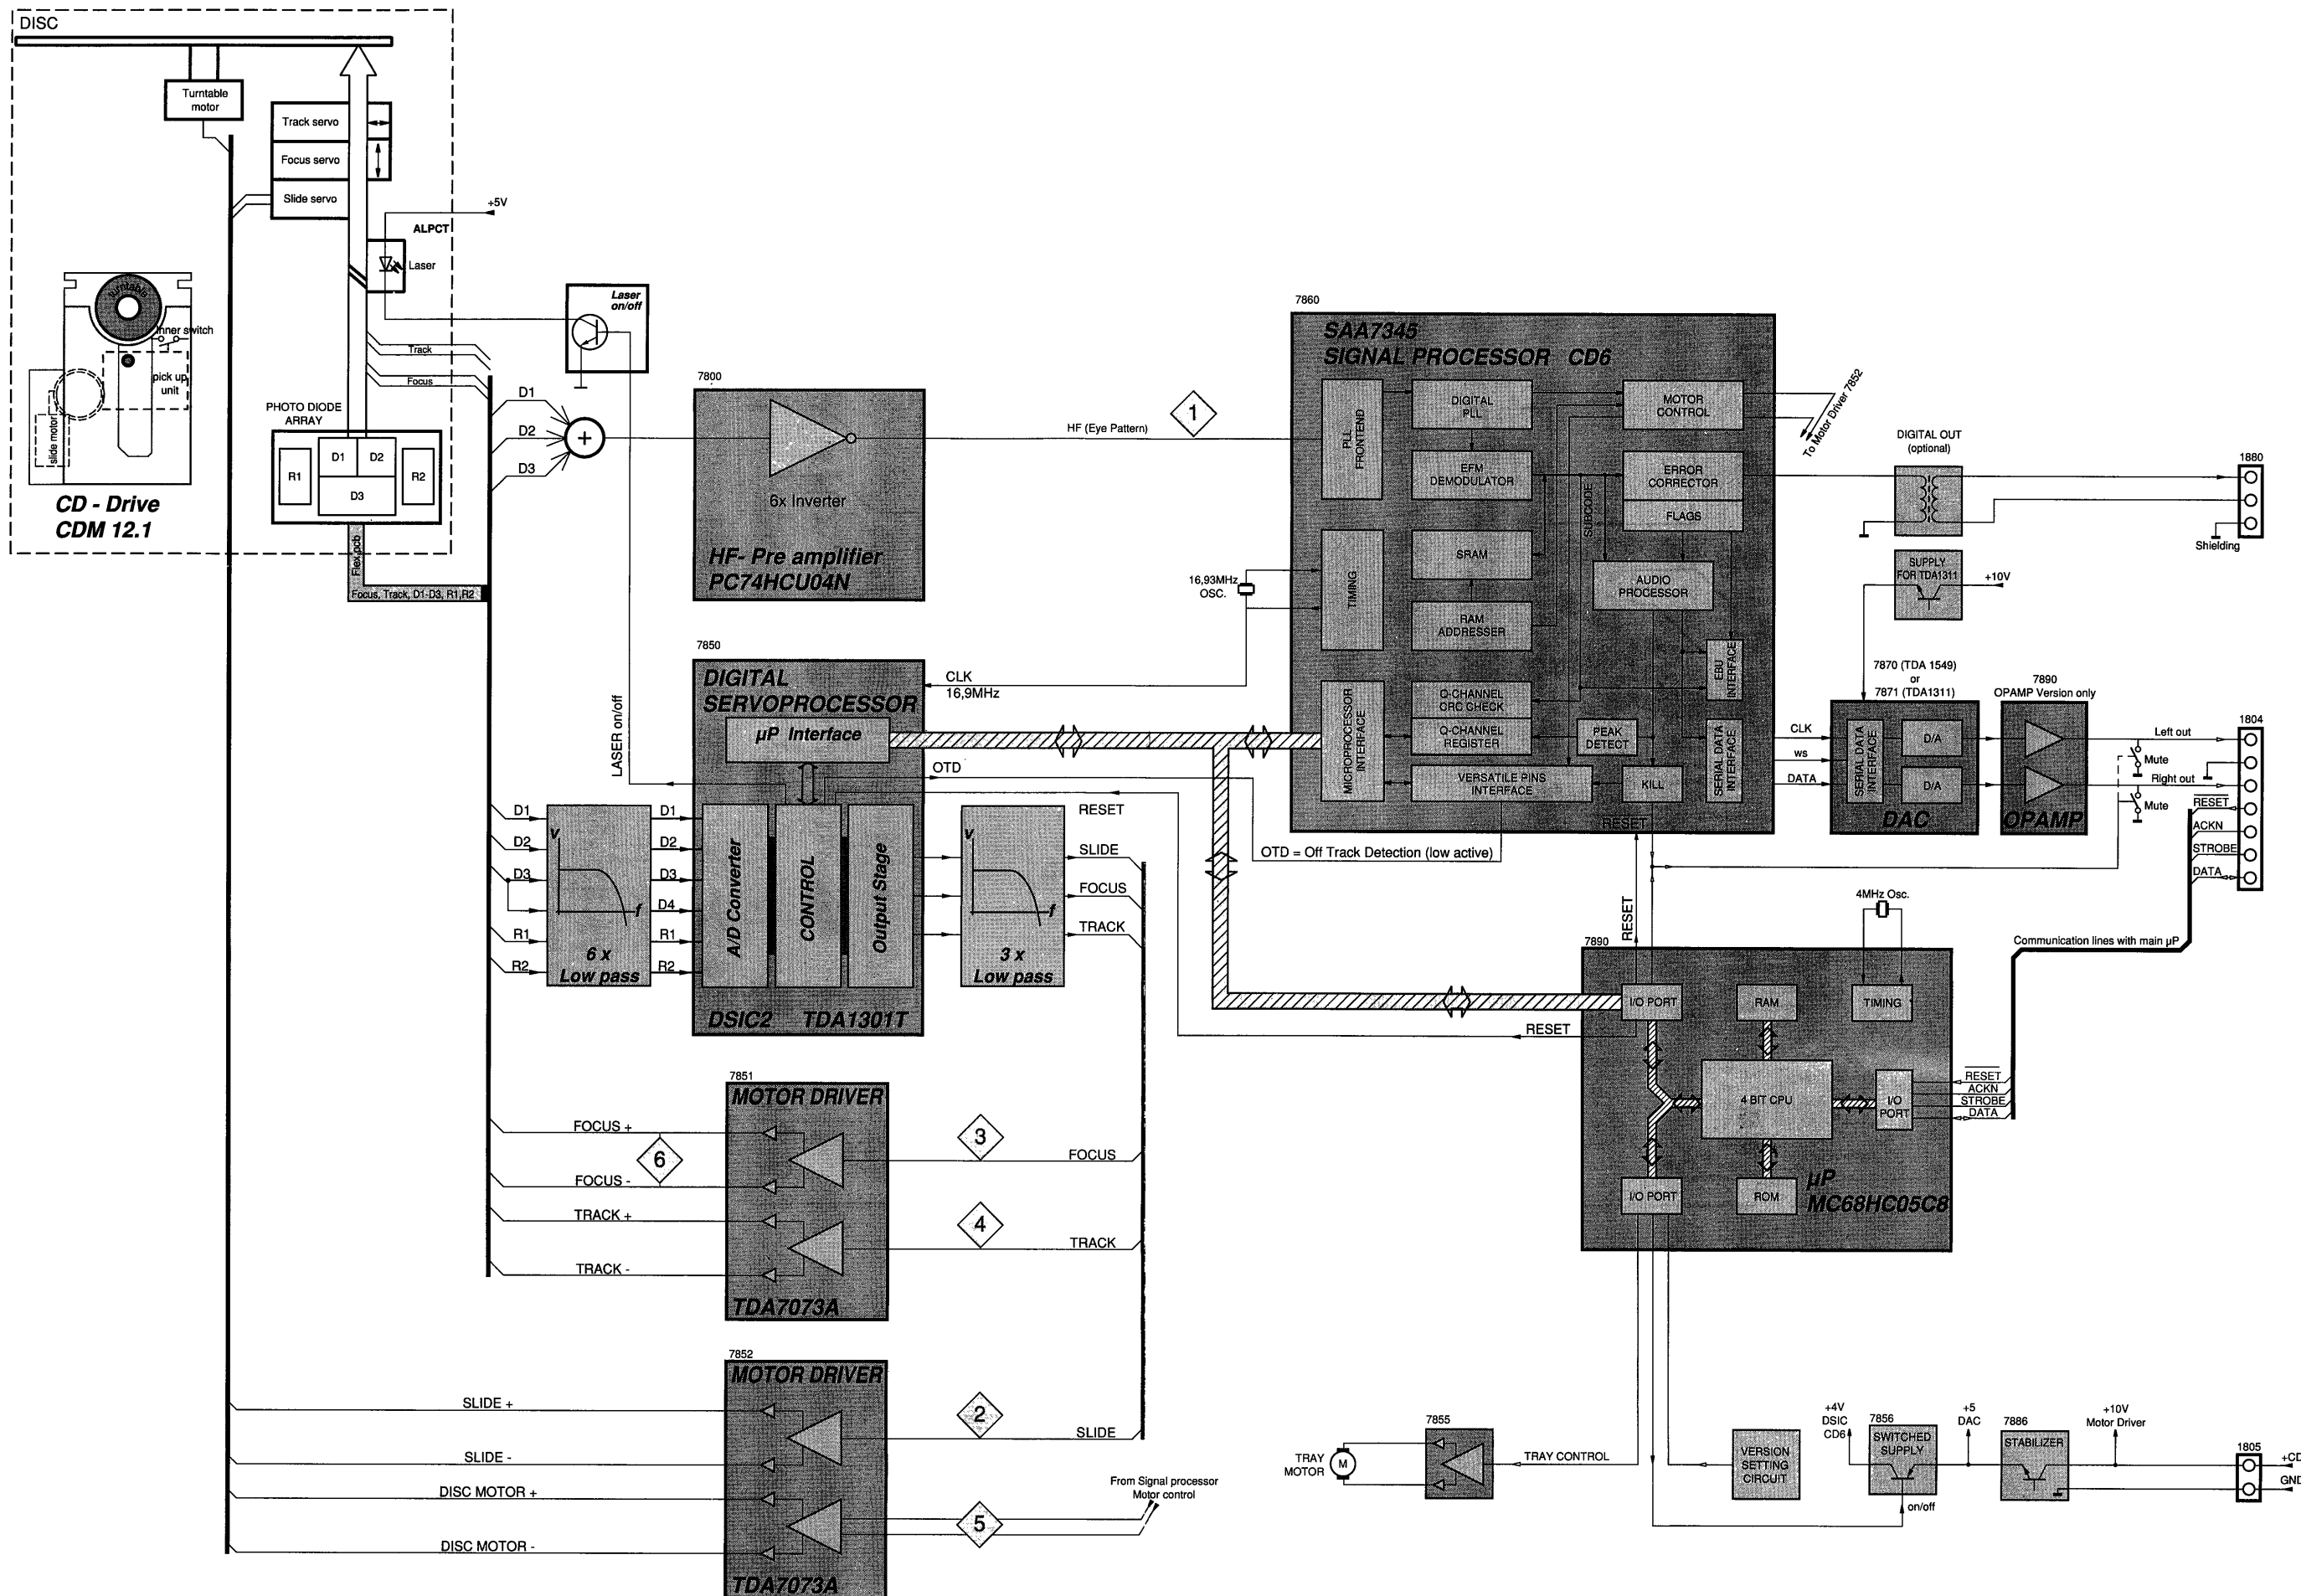 DISC
Turntable
motor
Track servo
Focus servo
Slide servo
+5V
ALPCT
Laser
turntable
Inner switch
pick up
unit
slide motor
CD - Drive
CDM 12.1
PHOTO DIODE
ARRAY
R1
D1
D2
D3
R2
Flex pcb
Focus, Track, D1-D3, R1,R2
Track
Focus
Laser
on/off
D1
D2
D3
+
7800
6x Inverter
HF- Pre amplifier
PC74HCU04N
HF (Eye Pattern)
1
7860
SAA7345
SIGNAL PROCESSOR CD6
PLL
FRONTEND
DIGITAL
PLL
MOTOR
CONTROL
EFM
DEMODULATOR
ERROR
CORRECTOR
FLAGS
SUBCODE
TIMING
SRAM
RAM
ADDRESSER
AUDIO
PROCESSOR
EBU
INTERFACE
MICROPROCESSOR
INTERFACE
Q-CHANNEL
CRC CHECK
Q-CHANNEL
REGISTER
PEAK
DETECT
SERIAL DATA
INTERFACE
VERSATILE PINS
INTERFACE
KILL
RESET
To Motor Driver 7852
16,93MHz
OSC.
DIGITAL OUT
(optional)
1880
Shielding
SUPPLY
FOR TDA1311
+10V
7870 (TDA 1549)
or
7871 (TDA1311)
7890
OPAMP Version only
CLK
ws
DATA
SERIAL DATA
INTERFACE
D/A
D/A
DAC
OPAMP
1804
Left out
Mute
Right out
Mute
RESET
ACKN
STROBE
DATA
Communication lines with main µP
7850
DIGITAL
SERVOPROCESSOR
µP Interface
CLK
16,9MHz
LASER on/off
OTD
RESET
OTD = Off Track Detection (low active)
D1
D2
D3
R1
R2
v
f
6 x
Low pass
D1
D2
D3
D4
R1
R2
A/D Converter
CONTROL
Output Stage
DSIC2 TDA1301T
v
f
3 x
Low pass
SLIDE
FOCUS
TRACK
RESET
RESET
7890
4MHz Osc.
I/O PORT
RAM
TIMING
4 BIT CPU
I/O
PORT
RESET
ACKN
STROBE
DATA
I/O PORT
ROM
µP
MC68HC05C8
7851
MOTOR DRIVER
FOCUS +
6
FOCUS -
TRACK +
TRACK -
3
FOCUS
4
TRACK
TDA7073A
7852
MOTOR DRIVER
SLIDE +
SLIDE -
DISC MOTOR +
DISC MOTOR -
2
SLIDE
5
From Signal processor
Motor control
TDA7073A
TRAY
MOTOR
M
7855
TRAY CONTROL
VERSION
SETTING
CIRCUIT
+4V
DSIC
CD6
7856
SWITCHED
SUPPLY
on/off
+5
DAC
7886
STABILIZER
+10V
Motor Driver
1805
+CD
GND